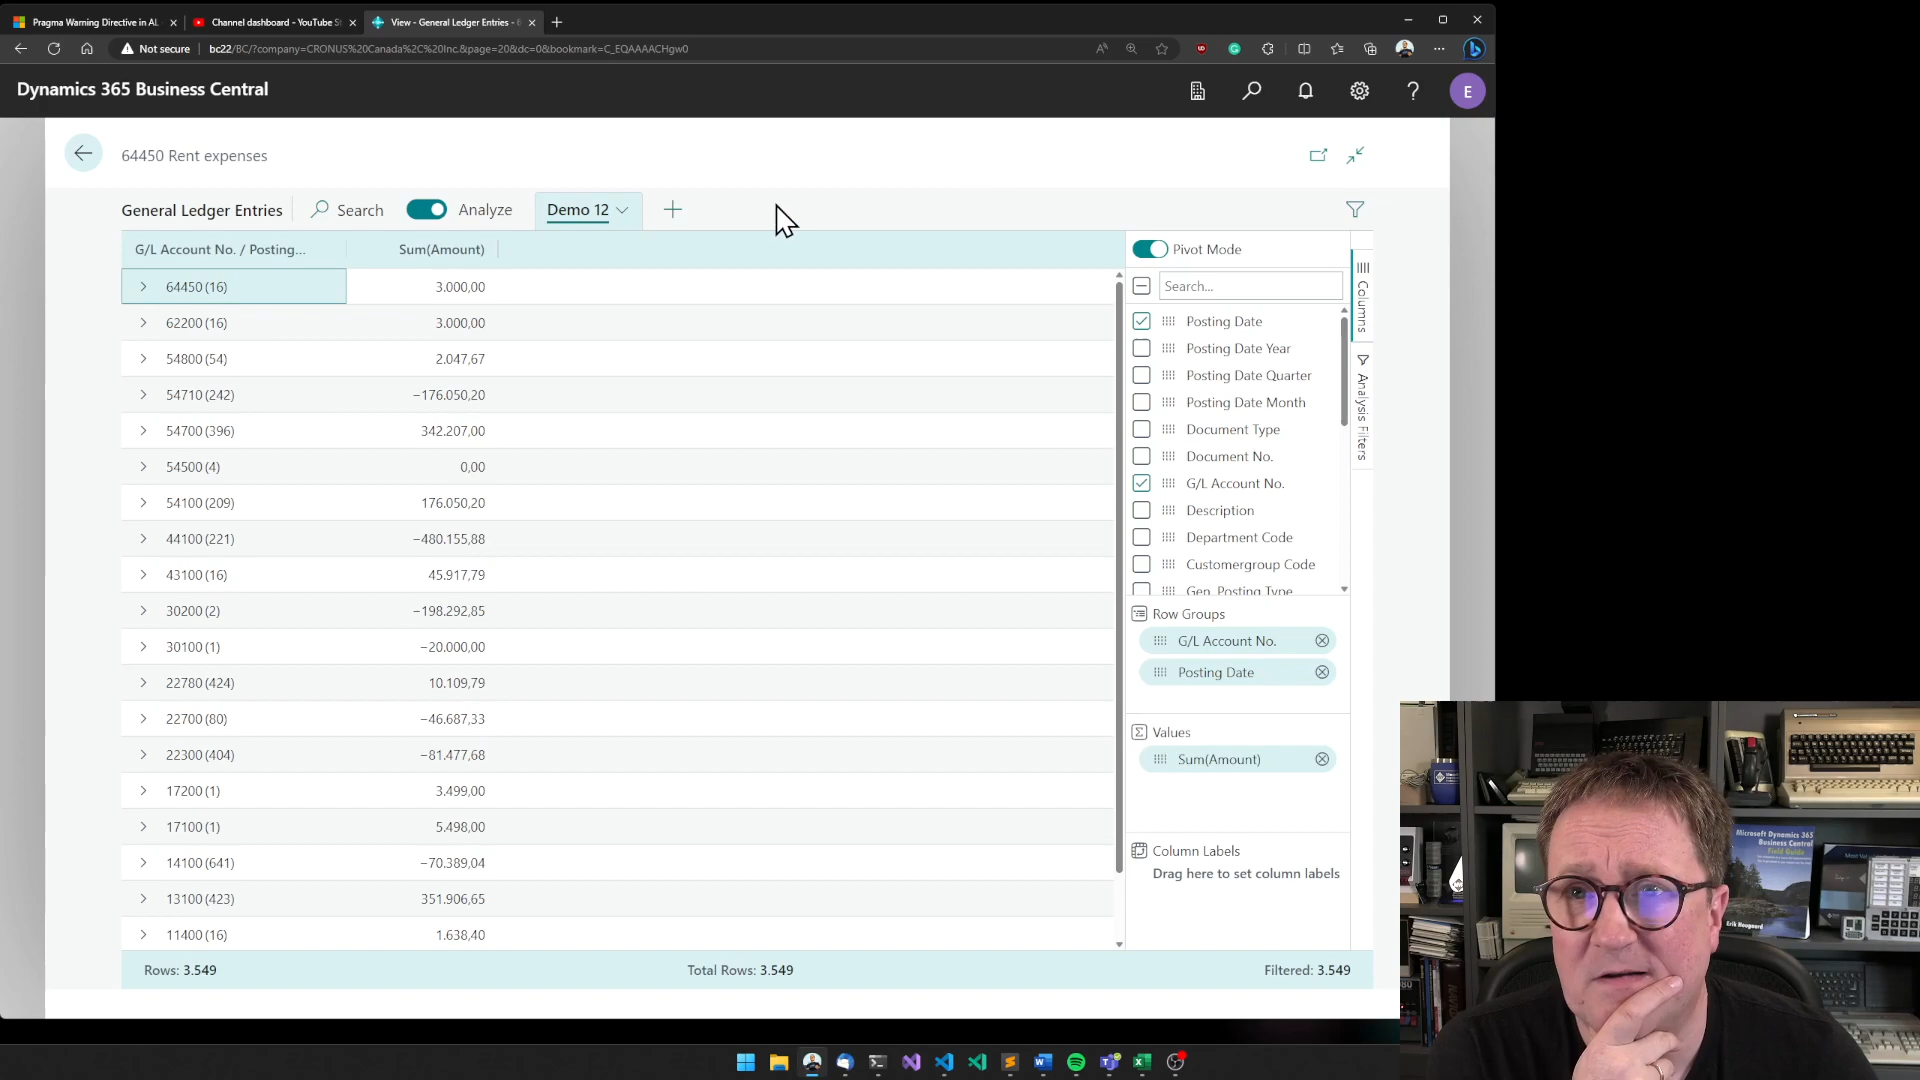 Pragma Warning Directive in AL
Channel dashboard - YouTube St
View - General Ledger Entries - B
Not secure
bc22/BC/?company=CRONUS%20Canada%2C%20Inc.&page=20&dc=0&bookmark=C_EQAAAACHgw0
Dynamics 365 Business Central
E
64450 Rent expenses
General Ledger Entries
Search
Analyze
Demo 12
G/L Account No. / Posting...
Sum(Amount)
64450 (16) 3.000,00
62200 (16) 3.000,00
54800 (54) 2.047,67
54710 (242) −176.050,20
54700 (396) 342.207,00
54500 (4) 0,00
54100 (209) 176.050,20
44100 (221) −480.155,88
43100 (16) 45.917,79
30200 (2) −198.292,85
30100 (1) −20.000,00
22780 (424) 10.109,79
22700 (80) −46.687,33
22300 (404) −81.477,68
17200 (1) 3.499,00
17100 (1) 5.498,00
14100 (641) −70.389,04
13100 (423) 351.906,65
11400 (16) 1.638,40
Rows: 3.549
Total Rows: 3.549
Filtered: 3.549
Pivot Mode
Search...
Posting Date
Posting Date Year
Posting Date Quarter
Posting Date Month
Document Type
Document No.
G/L Account No.
Description
Department Code
Customergroup Code
Gen. Posting Type
Row Groups
G/L Account No.
Posting Date
Values
Sum(Amount)
Column Labels
Drag here to set column labels
Columns
Analysis Filters
Microsoft Dynamics 365
Business Central
Field Guide
Erik Hougaard